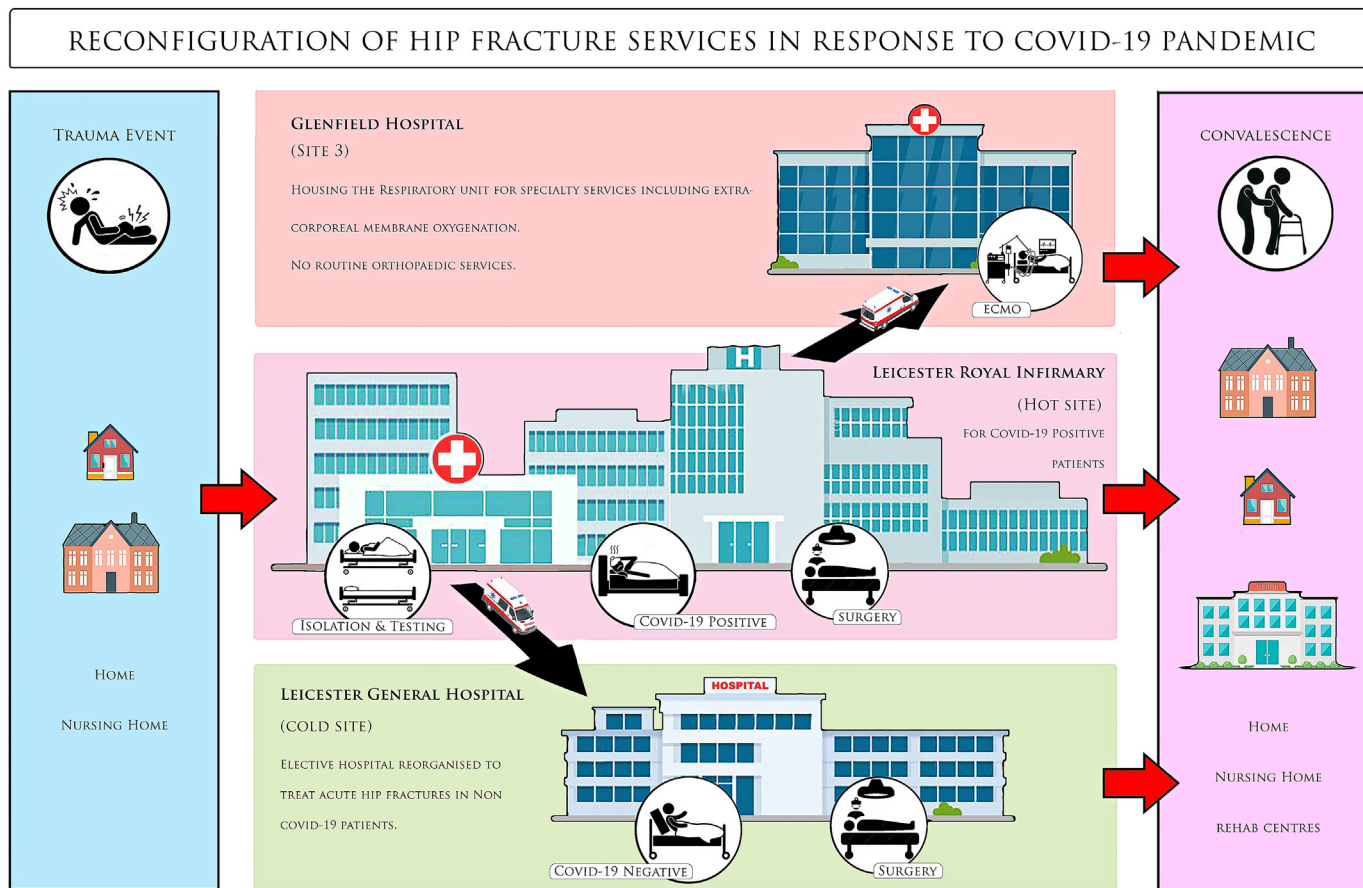 RECONFIGURATION OF HIP FRACTURE SERVICES IN RESPONSE TO COVID-19 PANDEMIC
TRAUMA EVENT
HOME
NURSING HOME
GLENFIELD HOSPITAL
(SITE 3)
HOUSING THE RESPIRATORY UNIT FOR SPECIALTY SERVICES INCLUDING EXTRA-
CORPOREAL MEMBRANE OXYGENATION.
NO ROUTINE ORTHOPAEDIC SERVICES.
ECMO
H
LEICESTER ROYAL INFIRMARY
(HOT SITE)
FOR COVID-19 POSITIVE
PATIENTS
ISOLATION & TESTING
COVID-19 POSITIVE
SURGERY
LEICESTER GENERAL HOSPITAL
(COLD SITE)
ELECTIVE HOSPITAL REORGANISED TO
TREAT ACUTE HIP FRACTURES IN NON
COVID-19 PATIENTS.
HOSPITAL
COVID-19 NEGATIVE
SURGERY
CONVALESCENCE
HOME
NURSING HOME
REHAB CENTRES